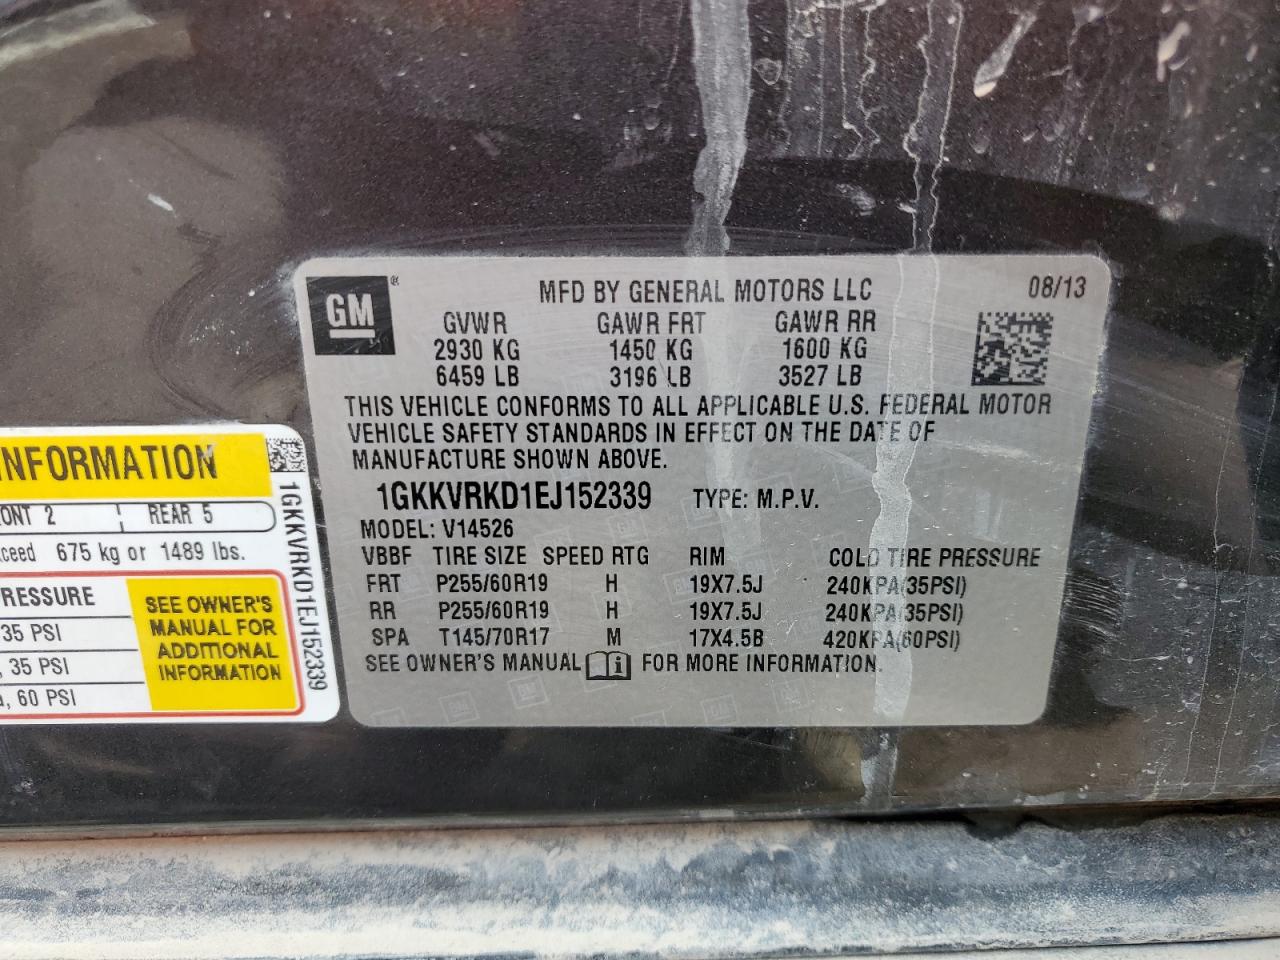 GM ®
MFD BY GENERAL MOTORS LLC 08/13
GVWR GAWR FRT GAWR RR
2930 KG 1450 KG 1600 KG
6459 LB 3196 LB 3527 LB
THIS VEHICLE CONFORMS TO ALL APPLICABLE U.S. FEDERAL MOTOR
VEHICLE SAFETY STANDARDS IN EFFECT ON THE DATE OF
MANUFACTURE SHOWN ABOVE.
1GKKVRKD1EJ152339 TYPE: M.P.V.
MODEL: V14526
VBBF TIRE SIZE SPEED RTG RIM COLD TIRE PRESSURE
FRT P255/60R19 H 19X7.5J 240KPA(35PSI)
RR P255/60R19 H 19X7.5J 240KPA(35PSI)
SPA T145/70R17 M 17X4.5B 420KPA(60PSI)
SEE OWNER'S MANUAL i FOR MORE INFORMATION.
INFORMATION
ONT 2 REAR 5
ceed 675 kg or 1489 lbs.
RESSURE
35 PSI
, 35 PSI
, 60 PSI
SEE OWNER'S
MANUAL FOR
ADDITIONAL
INFORMATION
1GKKVRKD1EJ152339